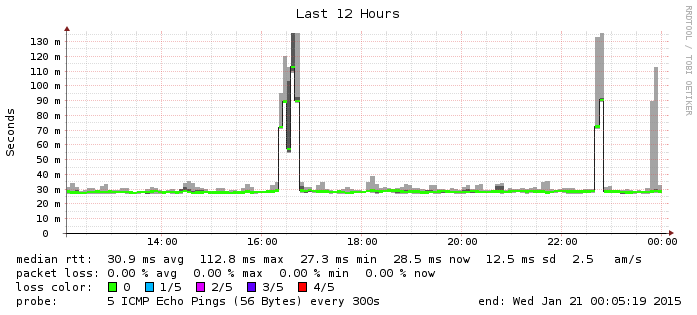 Last 12 Hours
RRDTOOL / TOBI OETIKER
Seconds
130 m
120 m
110 m
100 m
90 m
80 m
70 m
60 m
50 m
40 m
30 m
20 m
10 m
0
14:00 16:00 18:00 20:00 22:00 00:00
median rtt: 30.9 ms avg 112.8 ms max 27.3 ms min 28.5 ms now 12.5 ms sd 2.5 am/s
packet loss: 0.00 % avg 0.00 % max 0.00 % min 0.00 % now
loss color: 0 1/5 2/5 3/5 4/5
probe: 5 ICMP Echo Pings (56 Bytes) every 300s end: Wed Jan 21 00:05:19 2015